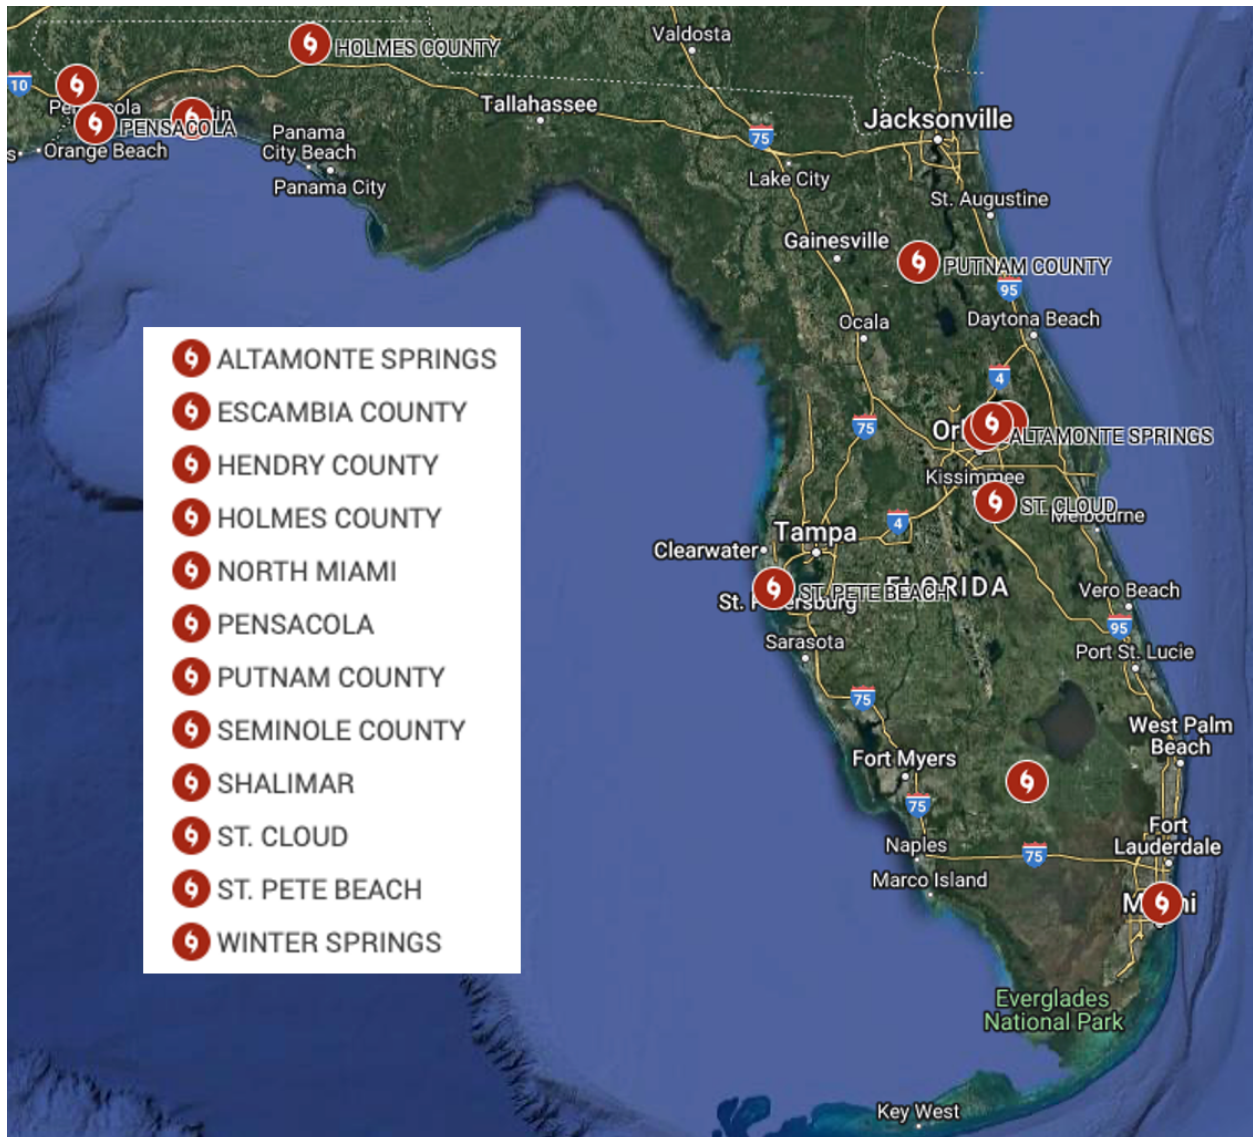 Valdosta
HOLMES COUNTY
10
Tallahassee
Jacksonville
PENSACOLA
Orange Beach
Panama
City Beach
Panama City
75
Lake City
St. Augustine
Gainesville
PUTNAM COUNTY
95
Ocala
Daytona Beach
4
75
ALTAMONTE SPRINGS
Kissimmee
ST. CLOUD
Melbourne
4
Tampa
Clearwater
ST. PETE BEACH
FLORIDA
Vero Beach
95
Sarasota
Port St. Lucie
75
West Palm
Beach
Fort Myers
75
Fort
Lauderdale
Naples
75
Marco Island
Everglades
National Park
Key West
ALTAMONTE SPRINGS
ESCAMBIA COUNTY
HENDRY COUNTY
HOLMES COUNTY
NORTH MIAMI
PENSACOLA
PUTNAM COUNTY
SEMINOLE COUNTY
SHALIMAR
ST. CLOUD
ST. PETE BEACH
WINTER SPRINGS